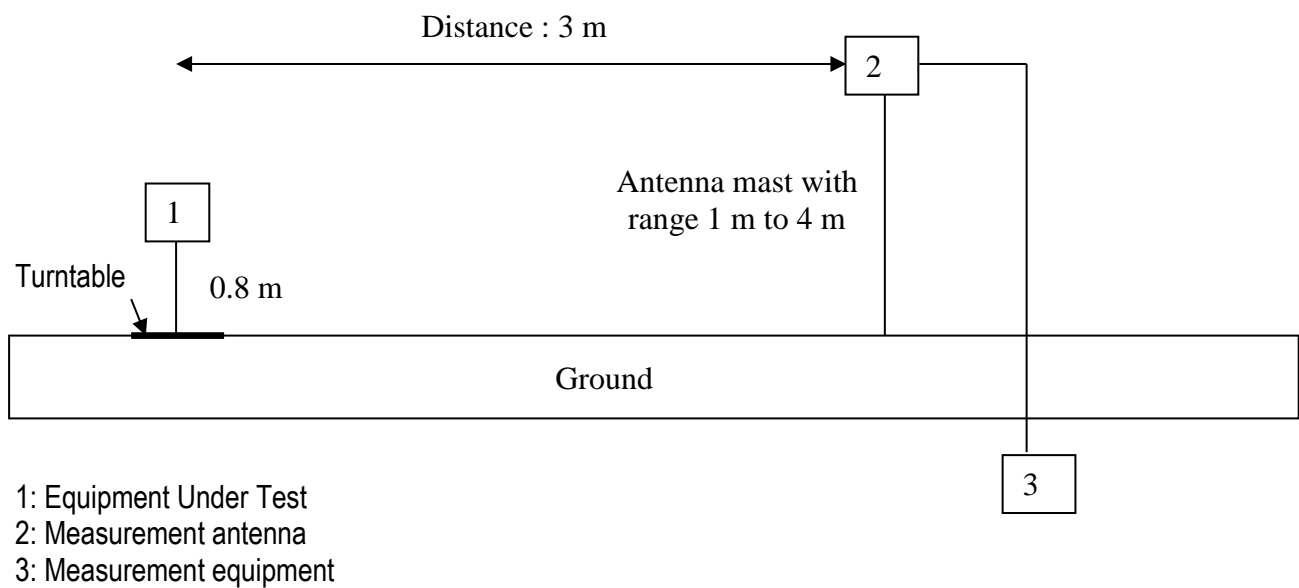 Distance : 3 m
2
Antenna mast with
range 1 m to 4 m
1
Turntable
0.8 m
Ground
3
1: Equipment Under Test
2: Measurement antenna
3: Measurement equipment